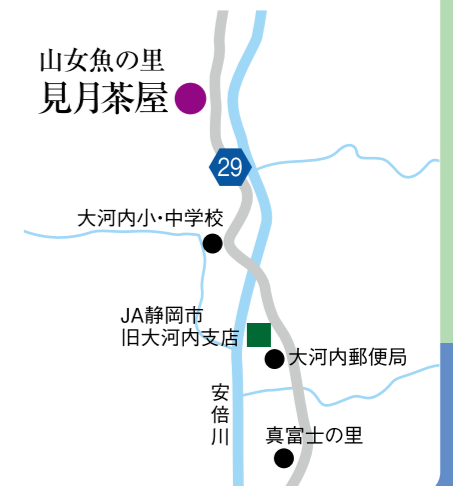 山女魚の里
見月茶屋
29
大河内小・中学校
JA静岡市
旧大河内支店
大河内郵便局
安倍川
真富士の里